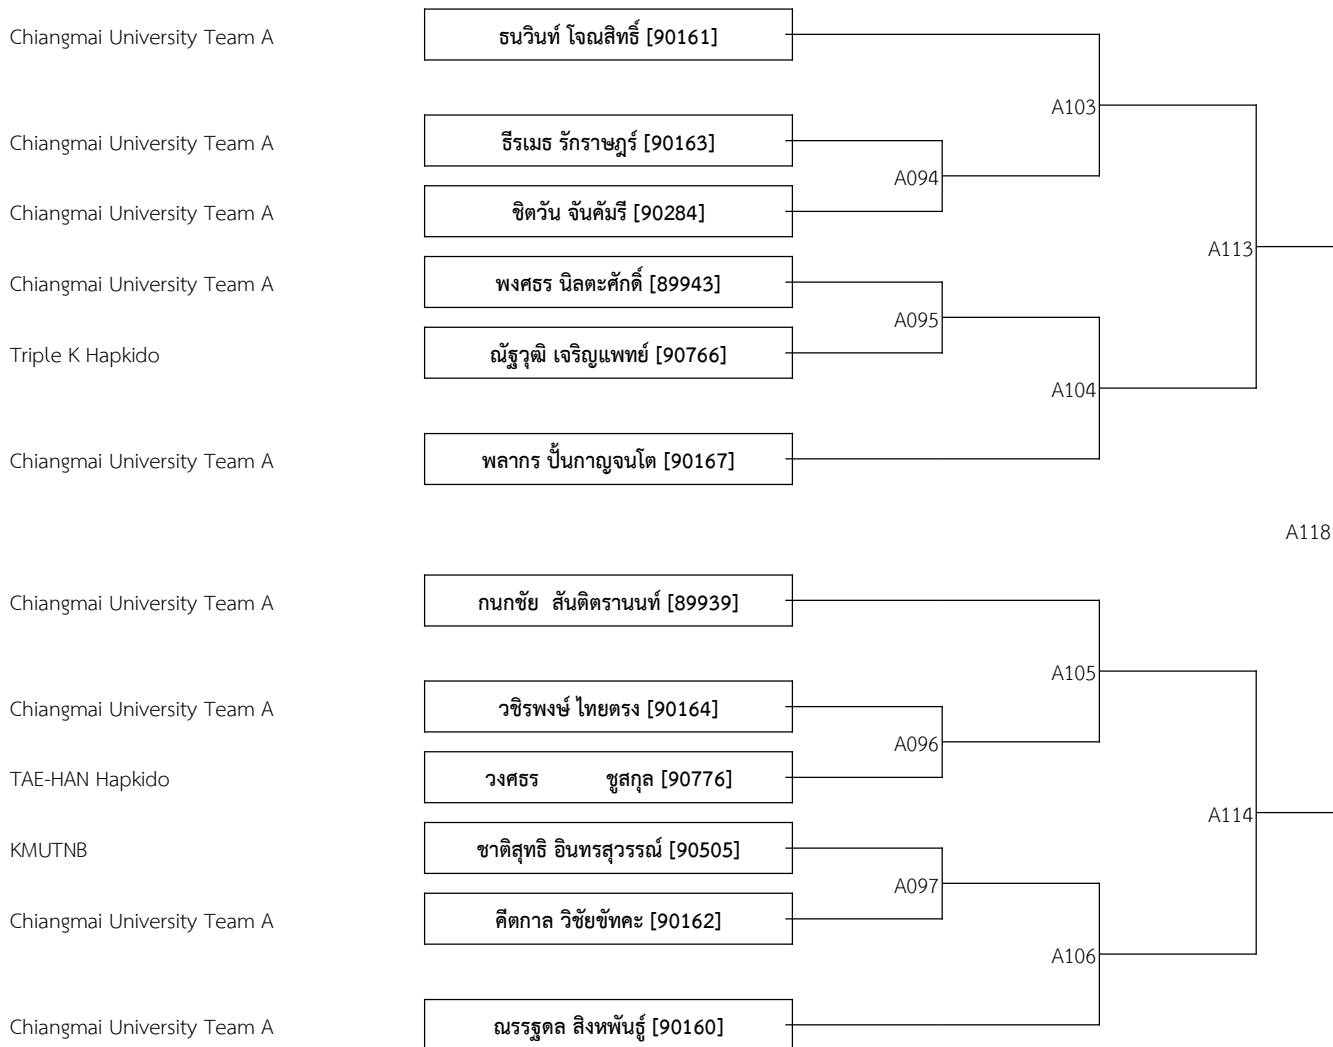 Chiangmai University Team A ธนวินท์ โจณสิทธิ์ [90161]
A103
Chiangmai University Team A ธีรเมธ รักราษฎร์ [90163]
A094
Chiangmai University Team A ชิตวัน จันคัมรี [90284]
A113
Chiangmai University Team A พงศธร นิลตะศักดิ์ [89943]
A095
Triple K Hapkido ณัฐวุฒิ เจริญแพทย์ [90766]
A104
Chiangmai University Team A พลากร ปั้นกาญจนโต [90167]
A118
Chiangmai University Team A กนกชัย  สันติตรานนท์ [89939]
A105
Chiangmai University Team A วชิรพงษ์ ไทยตรง [90164]
A096
TAE-HAN Hapkido วงศธร ชูสกุล [90776]
A114
KMUTNB ชาติสุทธิ อินทรสุวรรณ์ [90505]
A097
Chiangmai University Team A คีตกาล วิชัยขัทคะ [90162]
A106
Chiangmai University Team A ณรรฐดล สิงหพันธู์ [90160]